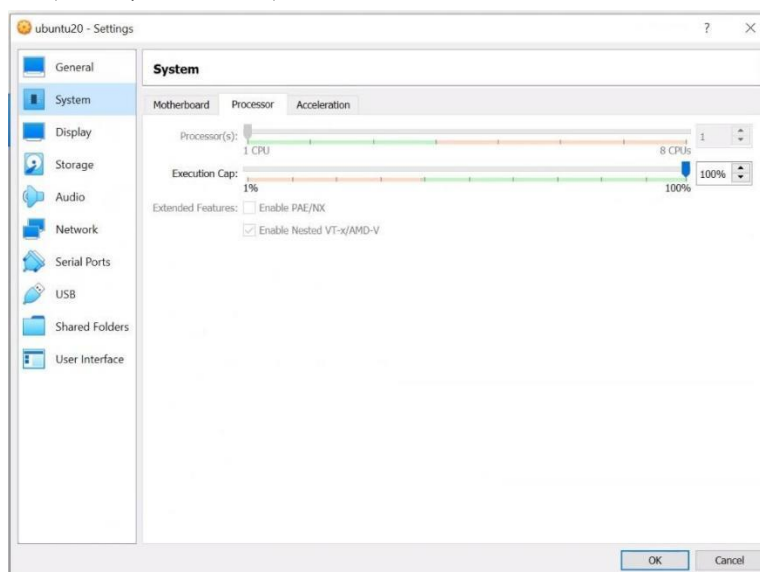 ubuntu20 - Settings
?
General
System
Display
Storage
Audio
Network
Serial Ports
USB
Shared Folders
User Interface
System
Motherboard Processor Acceleration
Processor(s): 1
1 CPU 8 CPUs
Execution Cap: 100%
1% 100%
Extended Features: Enable PAE/NX
Enable Nested VT-x/AMD-V
OK Cancel